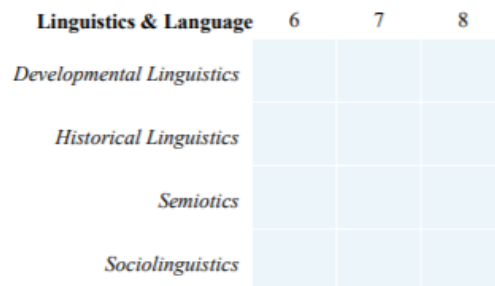 Linguistics & Language 6 7 8
Developmental Linguistics
Historical Linguistics
Semiotics
Sociolinguistics